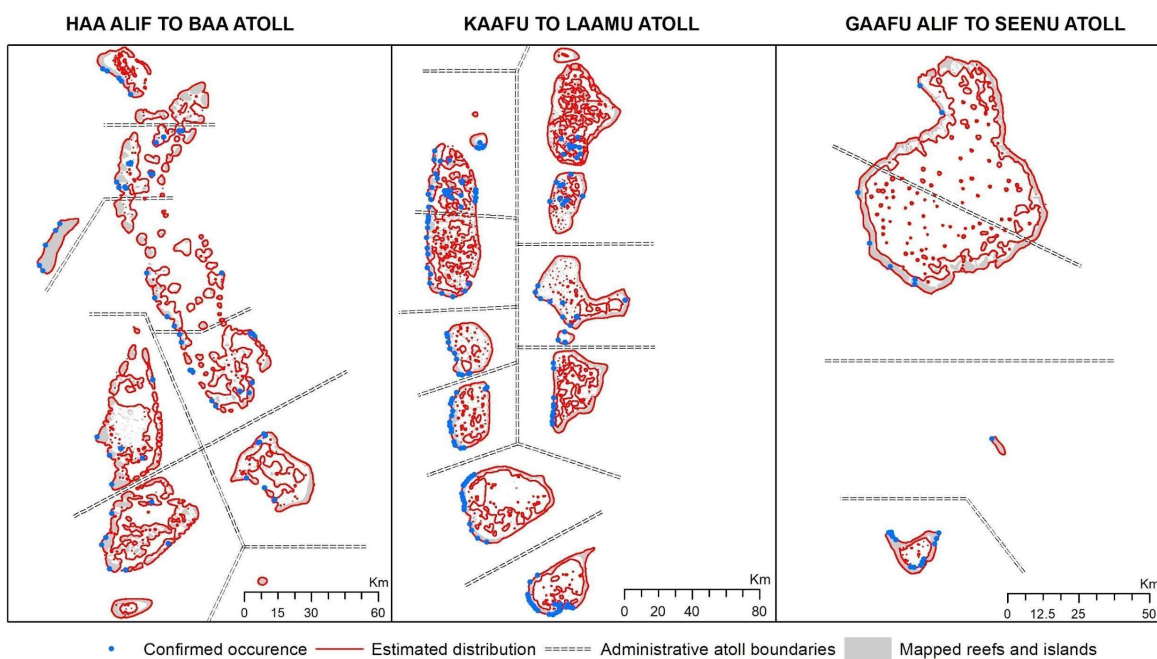 HAA ALIF TO BAA ATOLL
KAAFU TO LAAMU ATOLL
GAAFU ALIF TO SEENU ATOLL
Km
0 15 30 60
Km
0 20 40 80
Km
0 12.5 25 50
Confirmed occurence
Estimated distribution
Administrative atoll boundaries
Mapped reefs and islands